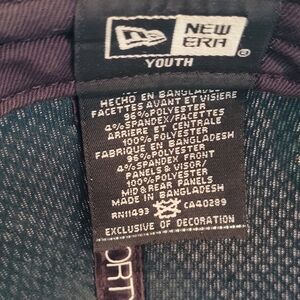 NEW
ERA®
YOUTH
HECHO EN BANGLADESH
FACETTES AVANT ET VISIERE
96% POLYESTER
4% SPANDEX/FACETTES
ARRIERE ET CENTRALE
100% POLYESTER
FABRIQUE EN BANGLADESH
96% POLYESTER
4% SPANDEX FRONT
PANELS & VISOR/
100% POLYESTER
MID & REAR PANELS
MADE IN BANGLADESH
RN11493 CA40289
EXCLUSIVE OF DECORATION
ORT